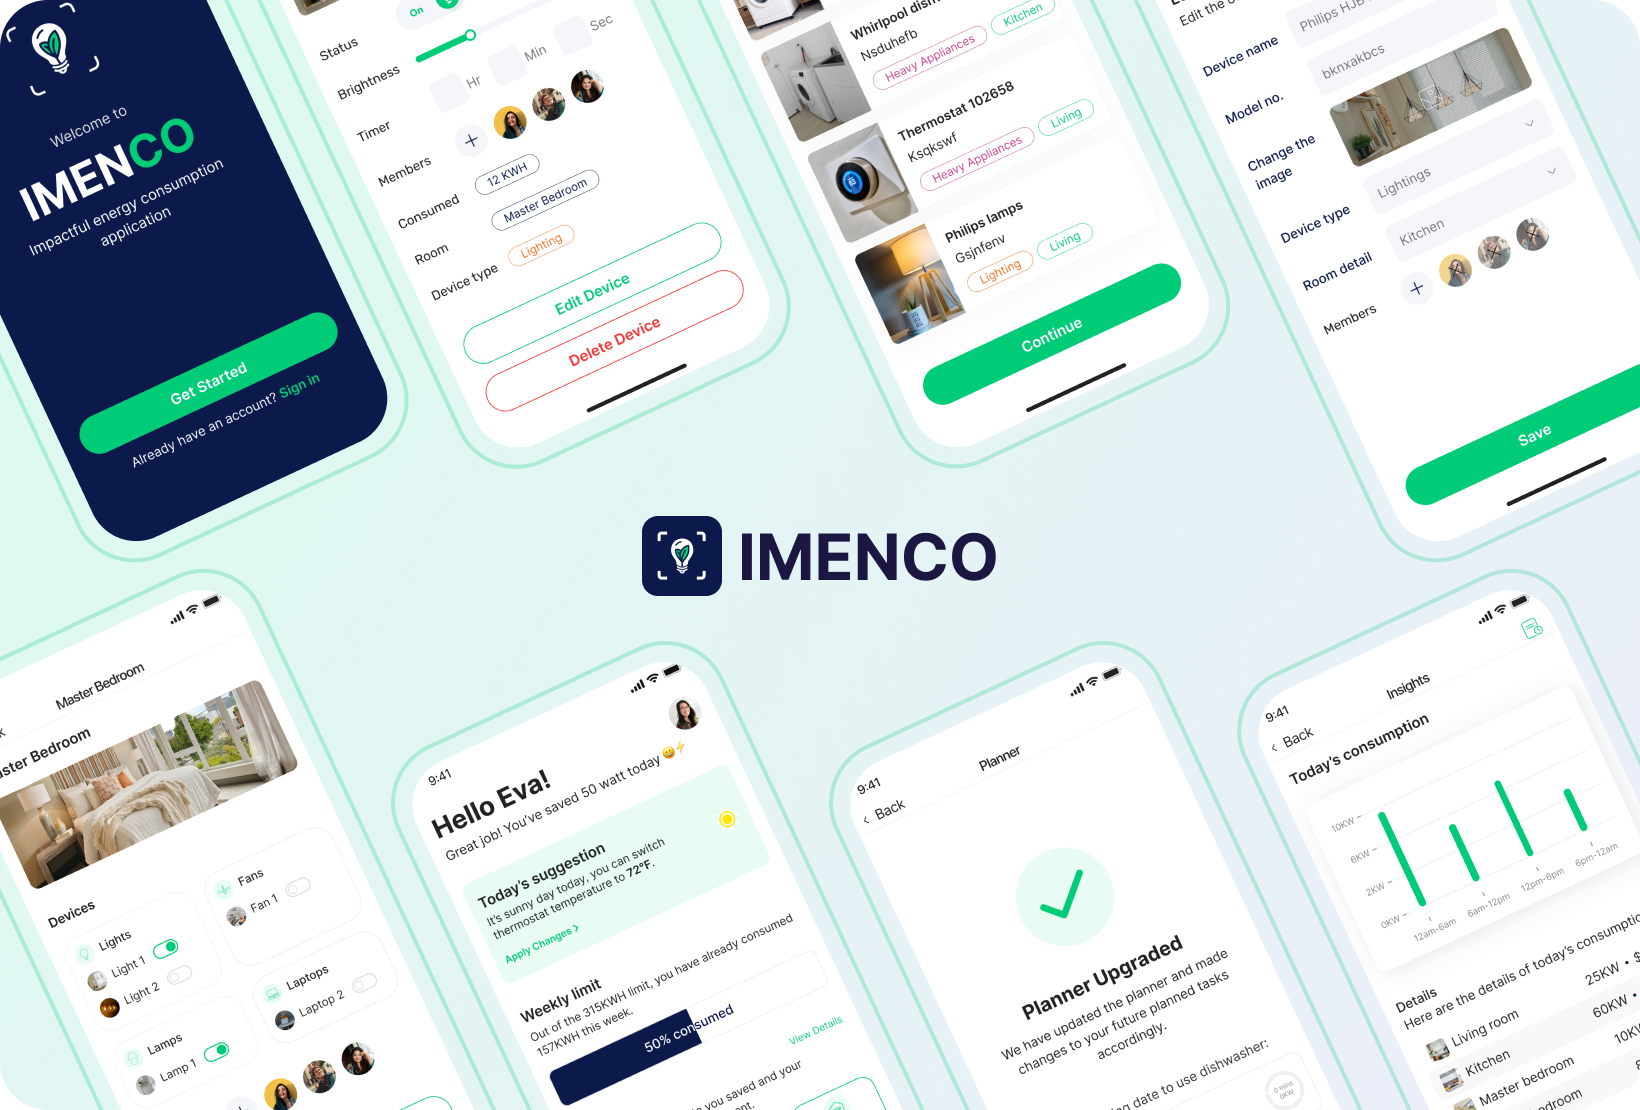 Welcome to
IMENCO
Impactful energy consumption
application
Get Started
Already have an account? Sign in
On
Status
Brightness
Hr
Min
Sec
Timer
Members
Consumed
12 KWH
Room
Master Bedroom
Device type
Lighting
Edit Device
Delete Device
Whirlpool
Nsduhefb
Heavy Appliances
Kitchen
Thermostat 102658
Ksqkswf
Heavy Appliances
Living
Philips lamps
Gsjnfenv
Lighting
Living
Continue
Edit the
Device name
Philips HJB
Model no.
bknxakbcs
Change the
image
Device type
Lightings
Room detail
Kitchen
Members
Save
IMENCO
Master Bedroom
Master Bedroom
Devices
Lights
Light 1
Light 2
Fans
Fan 1
Lamps
Lamp 1
Laptops
Laptop 2
9:41
Hello Eva!
Great job! You've saved 50 watt today 😀⚡
Today's suggestion
It's sunny day today, you can switch
thermostat temperature to 72°F.
Apply Changes >
Weekly limit
Out of the 315KWH limit, you have already consumed
157KWH this week.
50% consumed
View Details
you saved and your
9:41
Planner
< Back
Planner Upgraded
We have updated the planner and made
changes to your future planned tasks
accordingly.
date to use dishwasher:
0 mins
0KW
9:41
Insights
< Back
Today's consumption
10KW
6KW
2KW
0KW
12am-6am
6am-12pm
12pm-6pm
6pm-12am
Details
Here are the details of today's consumption
Living room
25KW • $
Kitchen
60KW •
Master bedroom
10KW